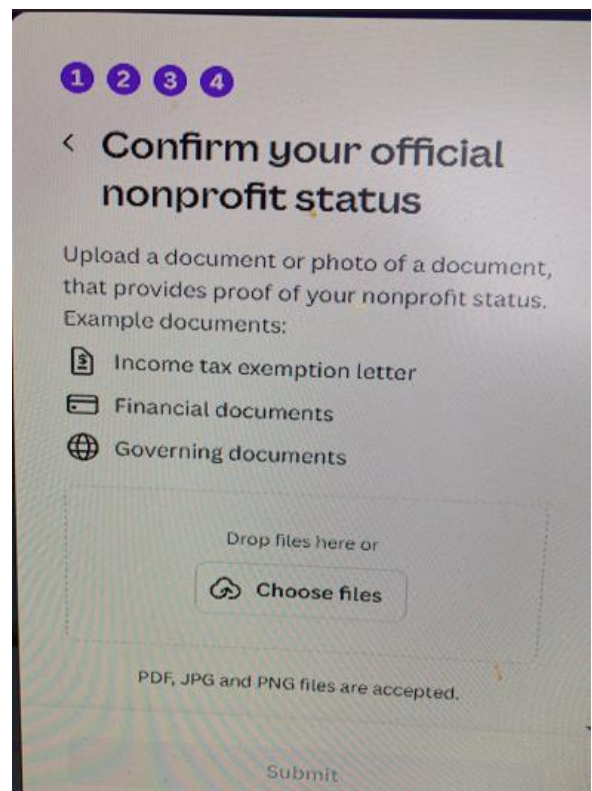 1 2 3 4
Confirm your official
nonprofit status
Upload a document or photo of a document,
that provides proof of your nonprofit status.
Example documents:
Income tax exemption letter
Financial documents
Governing documents
Drop files here or
Choose files
PDF, JPG and PNG files are accepted.
Submit